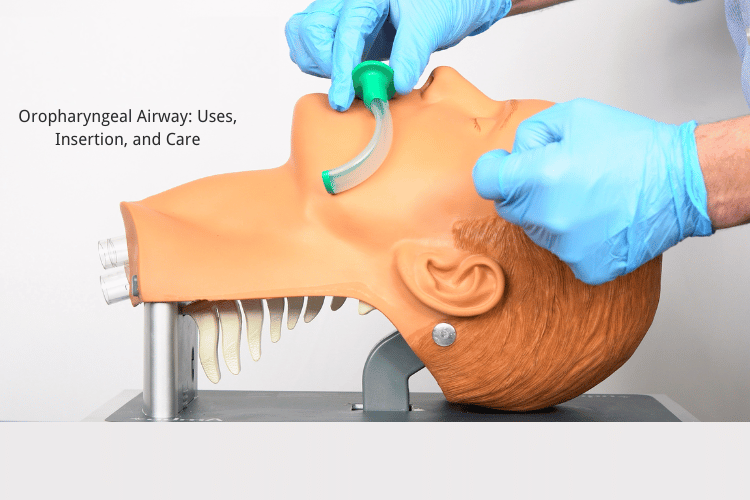 Oropharyngeal Airway: Uses,
Insertion, and Care